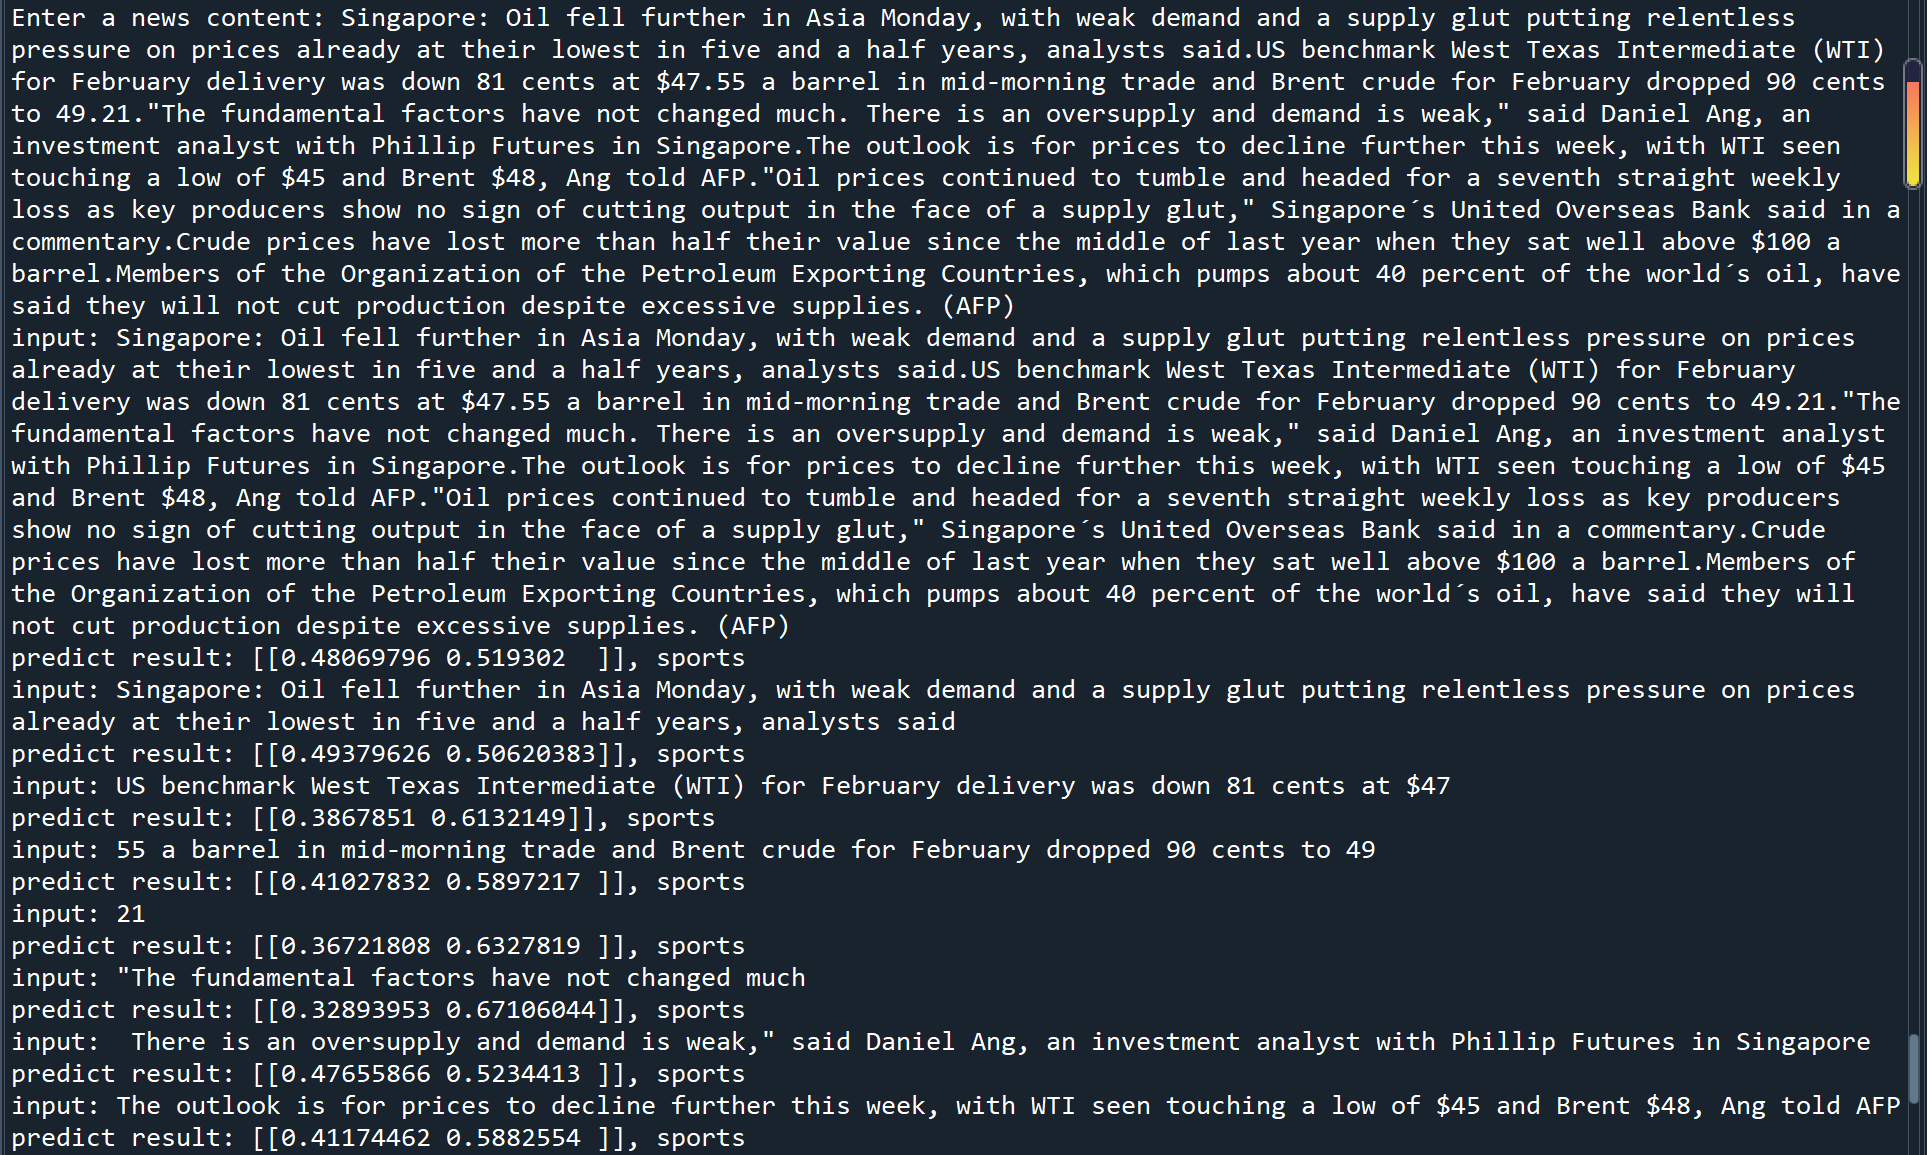 Enter a news content: Singapore: Oil fell further in Asia Monday, with weak demand and a supply glut putting relentless
pressure on prices already at their lowest in five and a half years, analysts said.US benchmark West Texas Intermediate (WTI)
for February delivery was down 81 cents at $47.55 a barrel in mid-morning trade and Brent crude for February dropped 90 cents
to 49.21."The fundamental factors have not changed much. There is an oversupply and demand is weak," said Daniel Ang, an
investment analyst with Phillip Futures in Singapore.The outlook is for prices to decline further this week, with WTI seen
touching a low of $45 and Brent $48, Ang told AFP."Oil prices continued to tumble and headed for a seventh straight weekly
loss as key producers show no sign of cutting output in the face of a supply glut," Singapore´s United Overseas Bank said in a
commentary.Crude prices have lost more than half their value since the middle of last year when they sat well above $100 a
barrel.Members of the Organization of the Petroleum Exporting Countries, which pumps about 40 percent of the world´s oil, have
said they will not cut production despite excessive supplies. (AFP)
input: Singapore: Oil fell further in Asia Monday, with weak demand and a supply glut putting relentless pressure on prices
already at their lowest in five and a half years, analysts said.US benchmark West Texas Intermediate (WTI) for February
delivery was down 81 cents at $47.55 a barrel in mid-morning trade and Brent crude for February dropped 90 cents to 49.21."The
fundamental factors have not changed much. There is an oversupply and demand is weak," said Daniel Ang, an investment analyst
with Phillip Futures in Singapore.The outlook is for prices to decline further this week, with WTI seen touching a low of $45
and Brent $48, Ang told AFP."Oil prices continued to tumble and headed for a seventh straight weekly loss as key producers
show no sign of cutting output in the face of a supply glut," Singapore´s United Overseas Bank said in a commentary.Crude
prices have lost more than half their value since the middle of last year when they sat well above $100 a barrel.Members of
the Organization of the Petroleum Exporting Countries, which pumps about 40 percent of the world´s oil, have said they will
not cut production despite excessive supplies. (AFP)
predict result: [[0.48069796 0.519302  ]], sports
input: Singapore: Oil fell further in Asia Monday, with weak demand and a supply glut putting relentless pressure on prices
already at their lowest in five and a half years, analysts said
predict result: [[0.49379626 0.50620383]], sports
input: US benchmark West Texas Intermediate (WTI) for February delivery was down 81 cents at $47
predict result: [[0.3867851 0.6132149]], sports
input: 55 a barrel in mid-morning trade and Brent crude for February dropped 90 cents to 49
predict result: [[0.41027832 0.5897217 ]], sports
input: 21
predict result: [[0.36721808 0.6327819 ]], sports
input: "The fundamental factors have not changed much
predict result: [[0.32893953 0.67106044]], sports
input:  There is an oversupply and demand is weak," said Daniel Ang, an investment analyst with Phillip Futures in Singapore
predict result: [[0.47655866 0.5234413 ]], sports
input: The outlook is for prices to decline further this week, with WTI seen touching a low of $45 and Brent $48, Ang told AFP
predict result: [[0.41174462 0.5882554 ]], sports